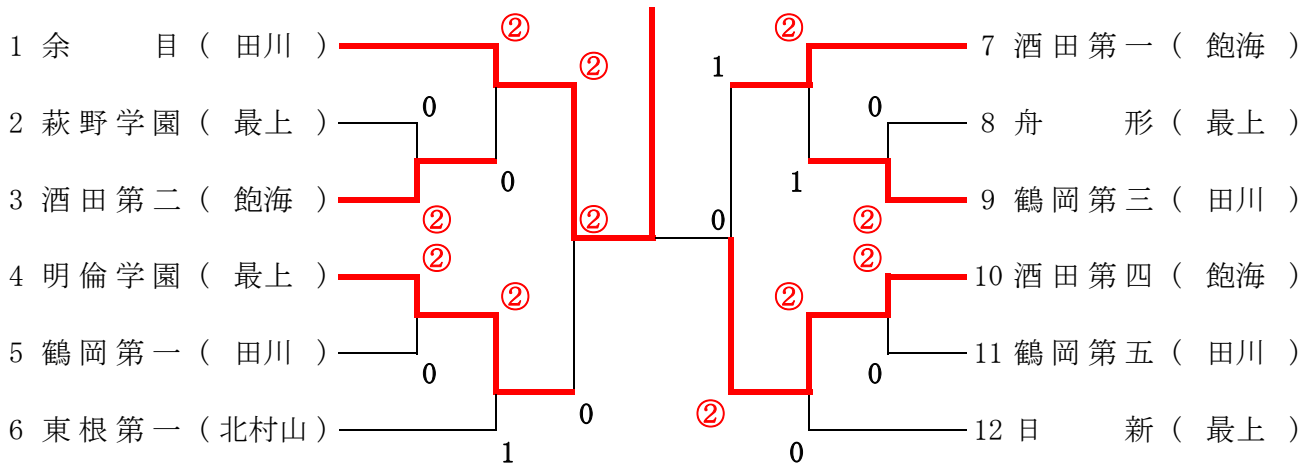 ②
②
1 余目(田川)
②
7 酒田第一(飽海)
1
0
2 萩野学園(最上)
0
8 舟形(最上)
0
1
3 酒田第二(飽海)
②
②
0
②
9 鶴岡第三(田川)
②
②
4 明倫学園(最上)
②
②
10 酒田第四(飽海)
5 鶴岡第一(田川)
0
0
11 鶴岡第五(田川)
0
②
6 東根第一(北村山)
1
0
12 日新(最上)